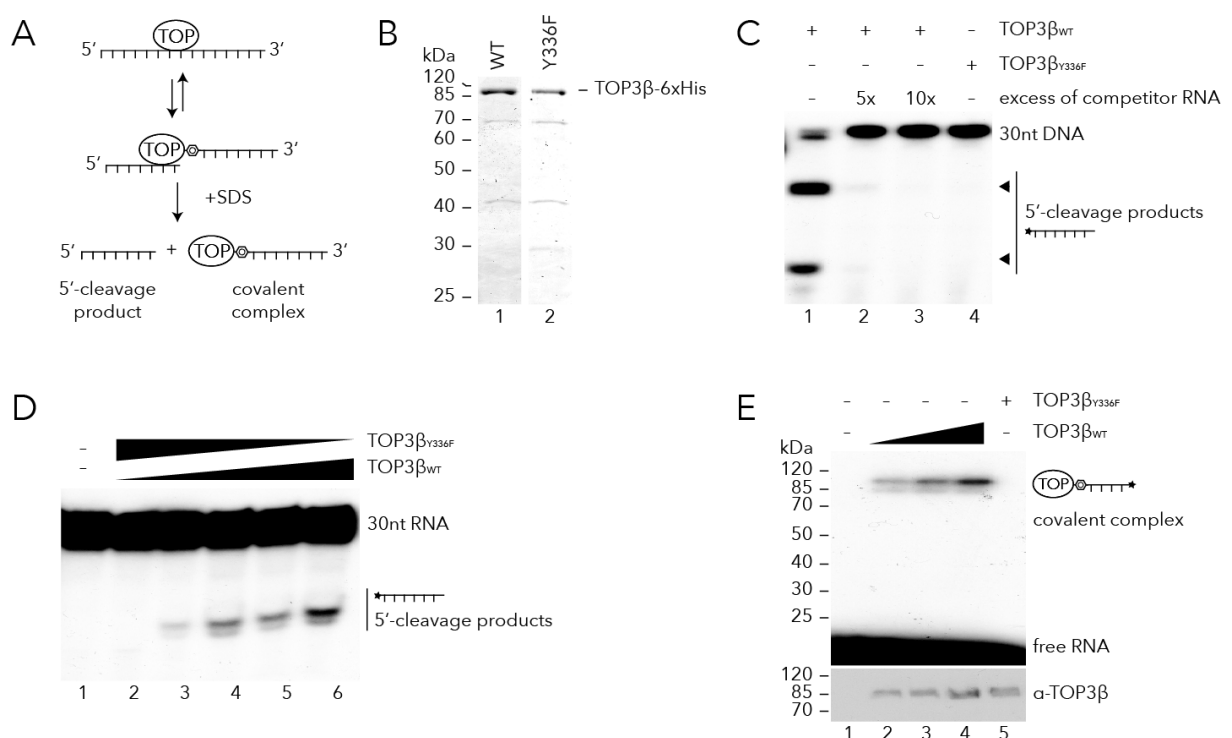 A
5′ TOP 3′
TOP 3′
5′
+SDS
5′ + TOP 3′
5′-cleavage product
covalent complex
B
kDa WT Y336F
120
85 – TOP3β-6xHis
70
60
50
40
30
25
1 2
C
+ + + – TOP3βWT
– – – + TOP3βY336F
– 5x 10x – excess of competitor RNA
30nt DNA
5′-cleavage products
1 2 3 4
D
– TOP3βY336F
– TOP3βWT
30nt RNA
5′-cleavage products
1 2 3 4 5 6
E
– – – – + TOP3βY336F
– – TOP3βWT
kDa
120
85 TOP
70 covalent complex
50
40
30
25
free RNA
120
85 α-TOP3β
70
1 2 3 4 5